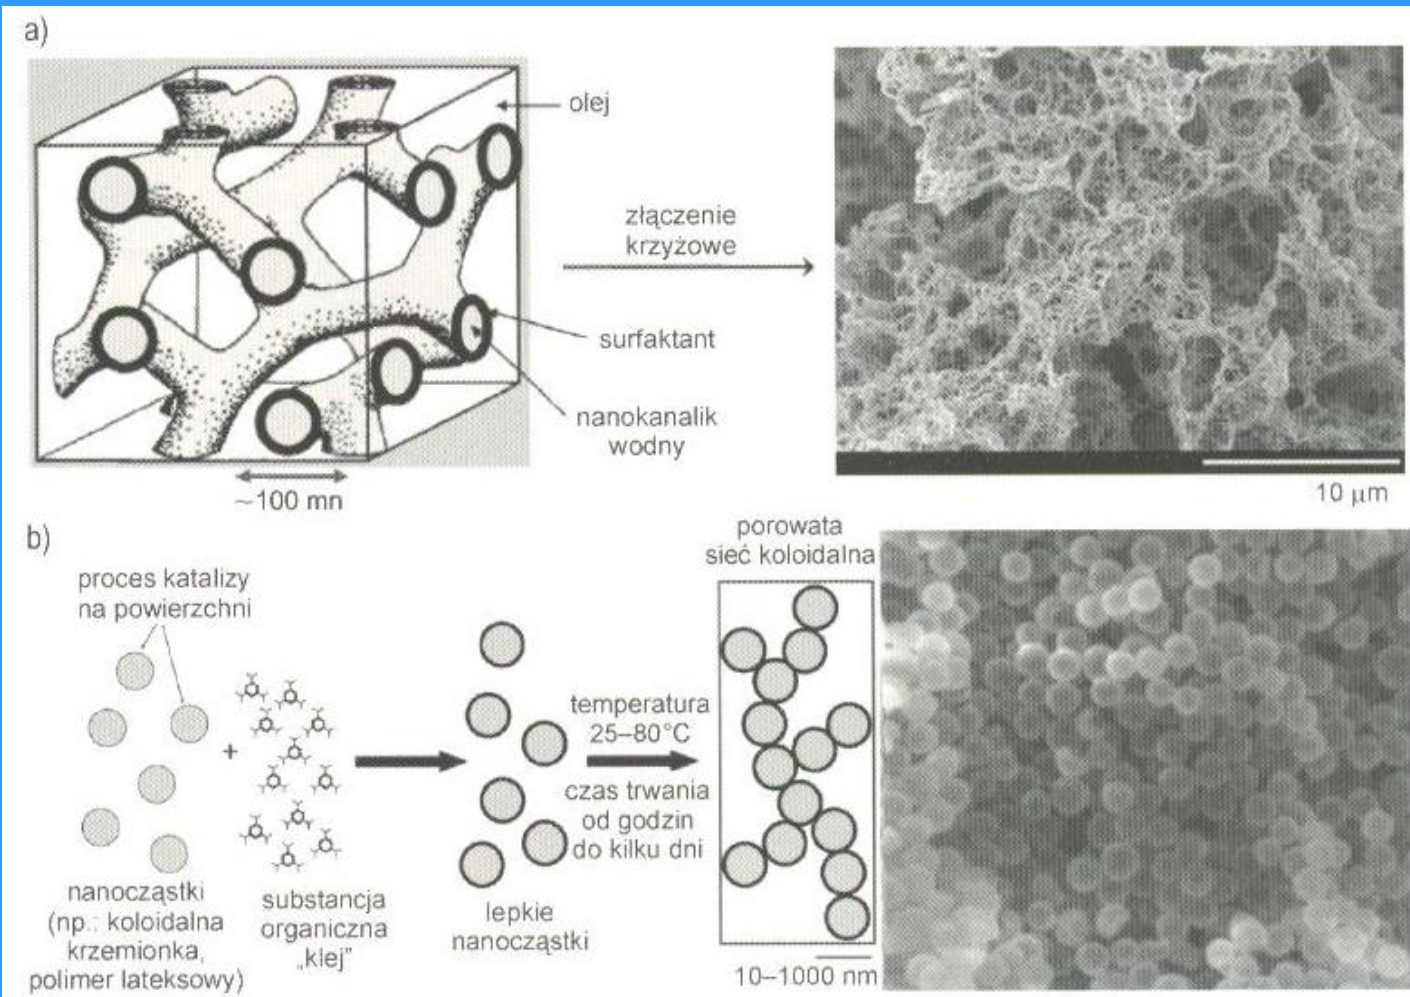 a)
olej
złączenie
krzyżowe
surfaktant
nanokanalik
wodny
~100 mn
10 μm
b)
proces katalizy
na powierzchni
+
nanocząstki
(np.: koloidalna
krzemionka,
polimer lateksowy)
substancja
organiczna
„klej”
lepkie
nanocząstki
temperatura
25–80°C
czas trwania
od godzin
do kilku dni
porowata
sieć koloidalna
10–1000 nm